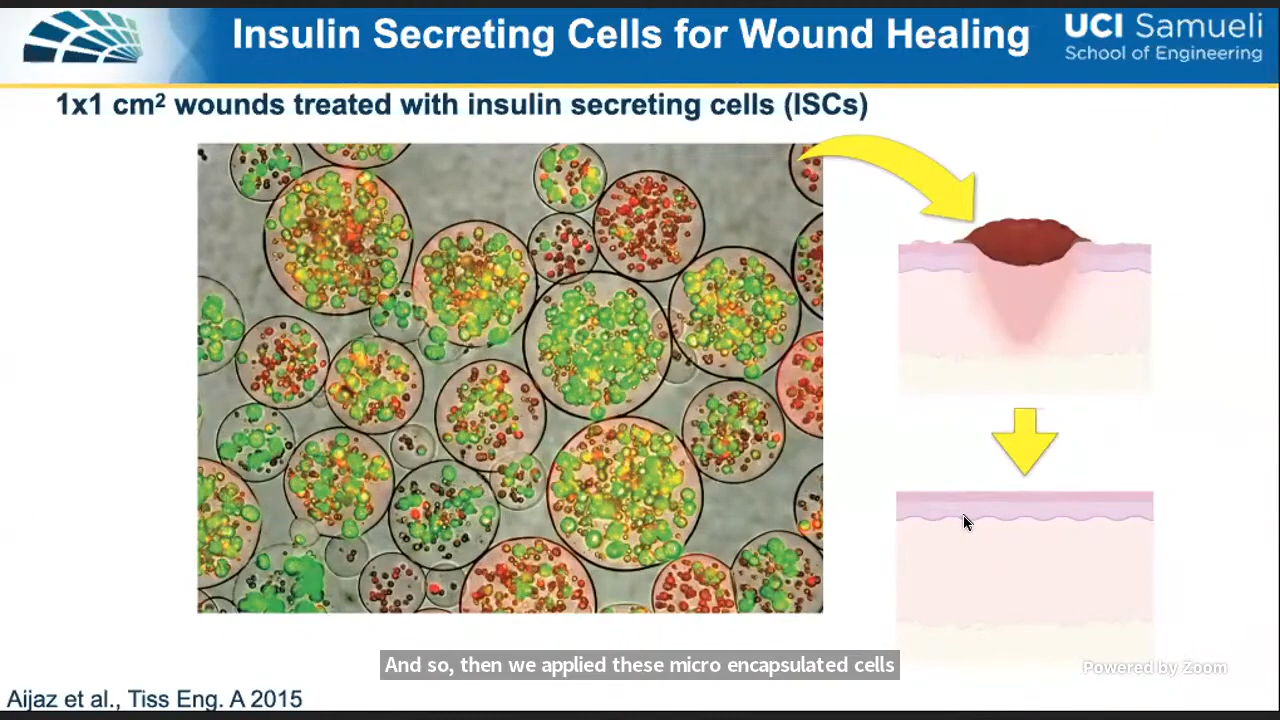 Insulin Secreting Cells for Wound Healing
UCI Samueli
School of Engineering
1x1 cm² wounds treated with insulin secreting cells (ISCs)
And so, then we applied these micro encapsulated cells
Powered by Zoom
Aijaz et al., Tiss Eng. A 2015